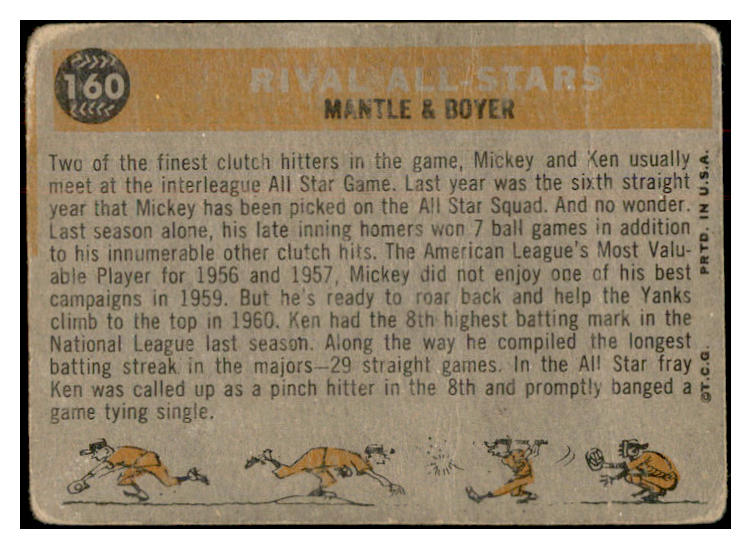 160
RIVAL ALL-STARS
MANTLE & BOYER
Two of the finest clutch hitters in the game, Mickey and Ken usually
meet at the interleague All Star Game. Last year was the sixth straight
year that Mickey has been picked on the All Star Squad. And no wonder.
Last season alone, his late inning homers won 7 ball games in addition
to his innumerable other clutch hits. The American League's Most Valu-
able Player for 1956 and 1957, Mickey did not enjoy one of his best
campaigns in 1959. But he's ready to roar back and help the Yanks
climb to the top in 1960. Ken had the 8th highest batting mark in the
National League last season. Along the way he compiled the longest
batting streak in the majors—29 straight games. In the All Star fray
Ken was called up as a pinch hitter in the 8th and promptly banged a
game tying single.
©T.C.G. PRTD. IN U.S.A.